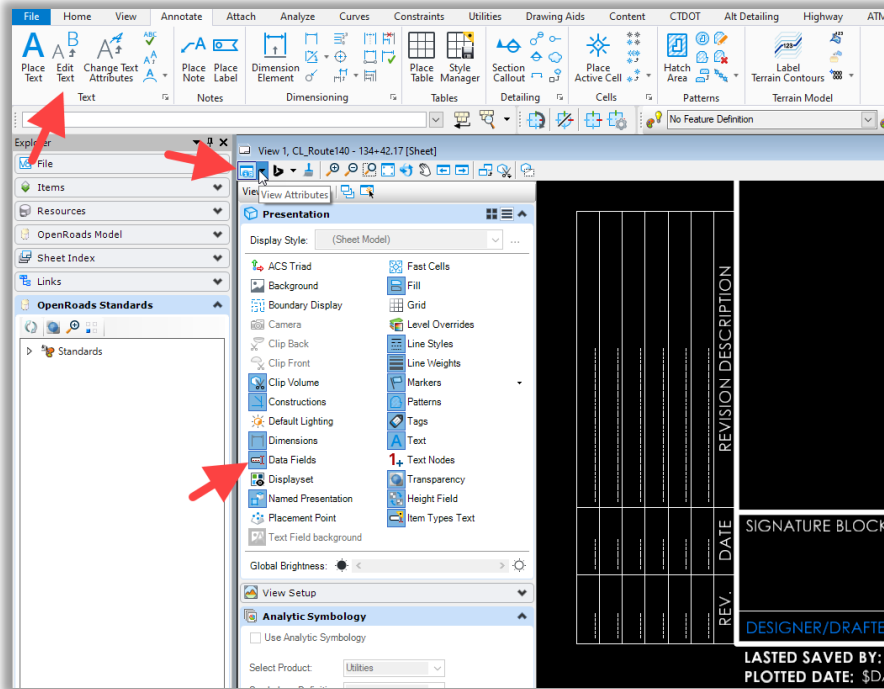 File Home View Annotate Attach Analyze Curves Constraints Utilities Drawing Aids Content CTDOT Alt Detailing Highway ATM
Place Text Edit Text Change Text Attributes Place Note Place Label Dimension Element Place Table Style Manager Section Callout Place Active Cell Hatch Area Label Terrain Contours
Text Notes Dimensioning Tables Detailing Cells Patterns Terrain Model
No Feature Definition
Explorer
File
Items
Resources
OpenRoads Model
Sheet Index
Links
OpenRoads Standards
Standards
View 1, CL_Route140 - 134+42.17 [Sheet]
View Attributes
Presentation
Display Style: (Sheet Model) ...
ACS Triad Fast Cells
Background Fill
Boundary Display Grid
Camera Level Overrides
Clip Back Line Styles
Clip Front Line Weights
Clip Volume Markers
Constructions Patterns
Default Lighting Tags
Dimensions Text
Data Fields Text Nodes
Displayset Transparency
Named Presentation Height Field
Placement Point Item Types Text
Text Field background
Global Brightness:
View Setup
Analytic Symbology
Use Analytic Symbology
Select Product: Utilities
REVISION DESCRIPTION
DATE
REV.
SIGNATURE BLOCK
DESIGNER/DRAFTE
LASTED SAVED BY:
PLOTTED DATE: $DA